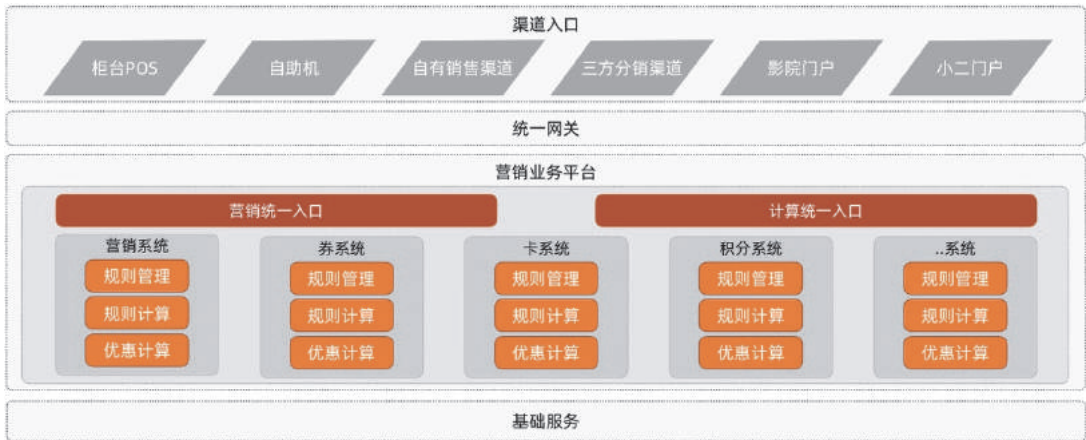 渠道入口
柜台POS 自助机 自有销售渠道 三方分销渠道 影院门户 小二门户
统一网关
营销业务平台
营销统一入口 计算统一入口
营销系统 券系统 卡系统 积分系统 ..系统
规则管理 规则管理 规则管理 规则管理 规则管理
规则计算 规则计算 规则计算 规则计算 规则计算
优惠计算 优惠计算 优惠计算 优惠计算 优惠计算
基础服务